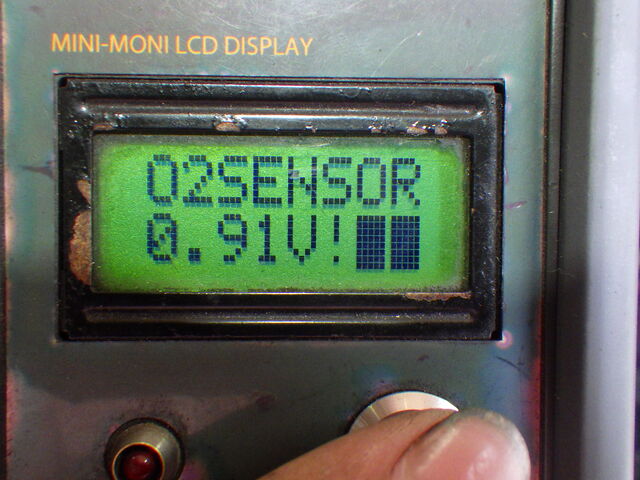 MINI-MONI LCD DISPLAY
O2SENSOR
0.91V!██